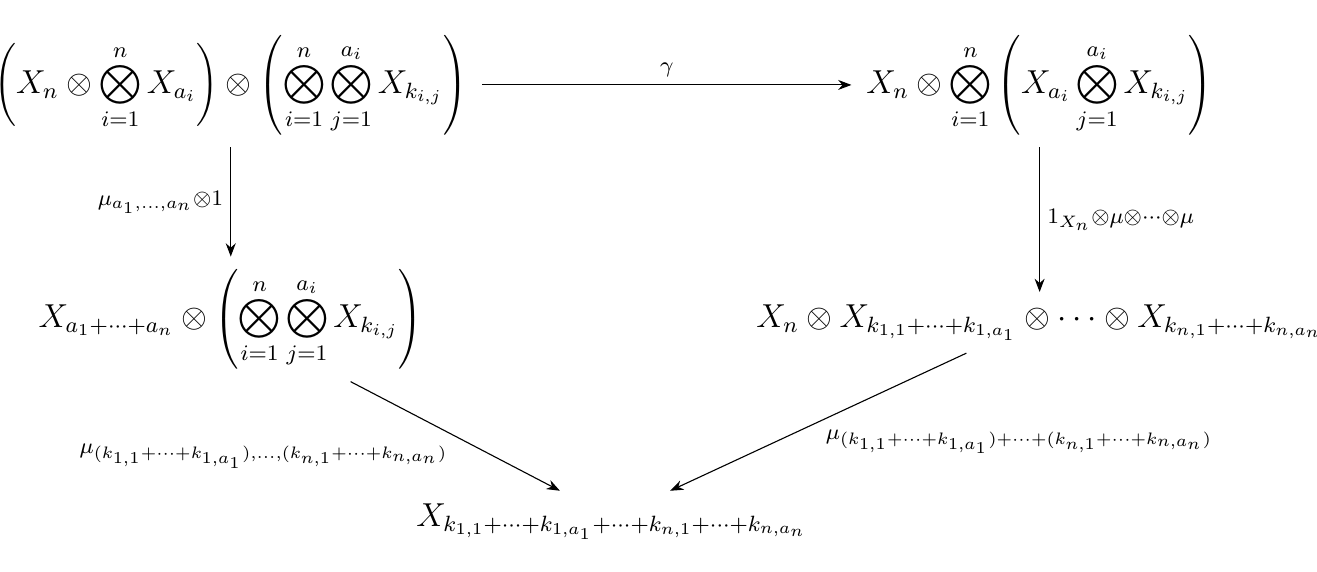 $\left(X_n \otimes \bigotimes_{i=1}^{n} X_{a_i}\right) \otimes \left(\bigotimes_{i=1}^{n} \bigotimes_{j=1}^{a_i} X_{k_{i,j}}\right)$ $\gamma$ $X_n \otimes \bigotimes_{i=1}^{n} \left(X_{a_i} \bigotimes_{j=1}^{a_i} X_{k_{i,j}}\right)$
$\mu_{a_1,\ldots,a_n} \otimes 1$ $1_{X_n} \otimes \mu \otimes \cdots \otimes \mu$
$X_{a_1+\cdots+a_n} \otimes \left(\bigotimes_{i=1}^{n} \bigotimes_{j=1}^{a_i} X_{k_{i,j}}\right)$ $X_n \otimes X_{k_{1,1}+\cdots+k_{1,a_1}} \otimes \cdots \otimes X_{k_{n,1}+\cdots+k_{n,a_n}}$
$\mu_{(k_{1,1}+\cdots+k_{1,a_1}),\ldots,(k_{n,1}+\cdots+k_{n,a_n})}$ $\mu_{(k_{1,1}+\cdots+k_{1,a_1})+\cdots+(k_{n,1}+\cdots+k_{n,a_n})}$
$X_{k_{1,1}+\cdots+k_{1,a_1}+\cdots+k_{n,1}+\cdots+k_{n,a_n}}$